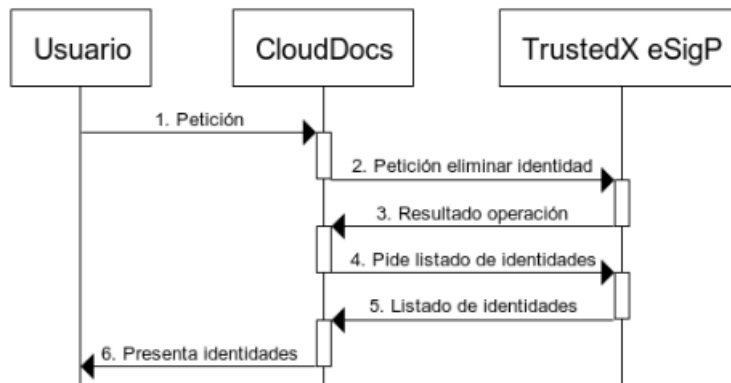 Usuario
CloudDocs
TrustedX eSigP
1. Petición
2. Petición eliminar identidad
3. Resultado operación
4. Pide listado de identidades
5. Listado de identidades
6. Presenta identidades